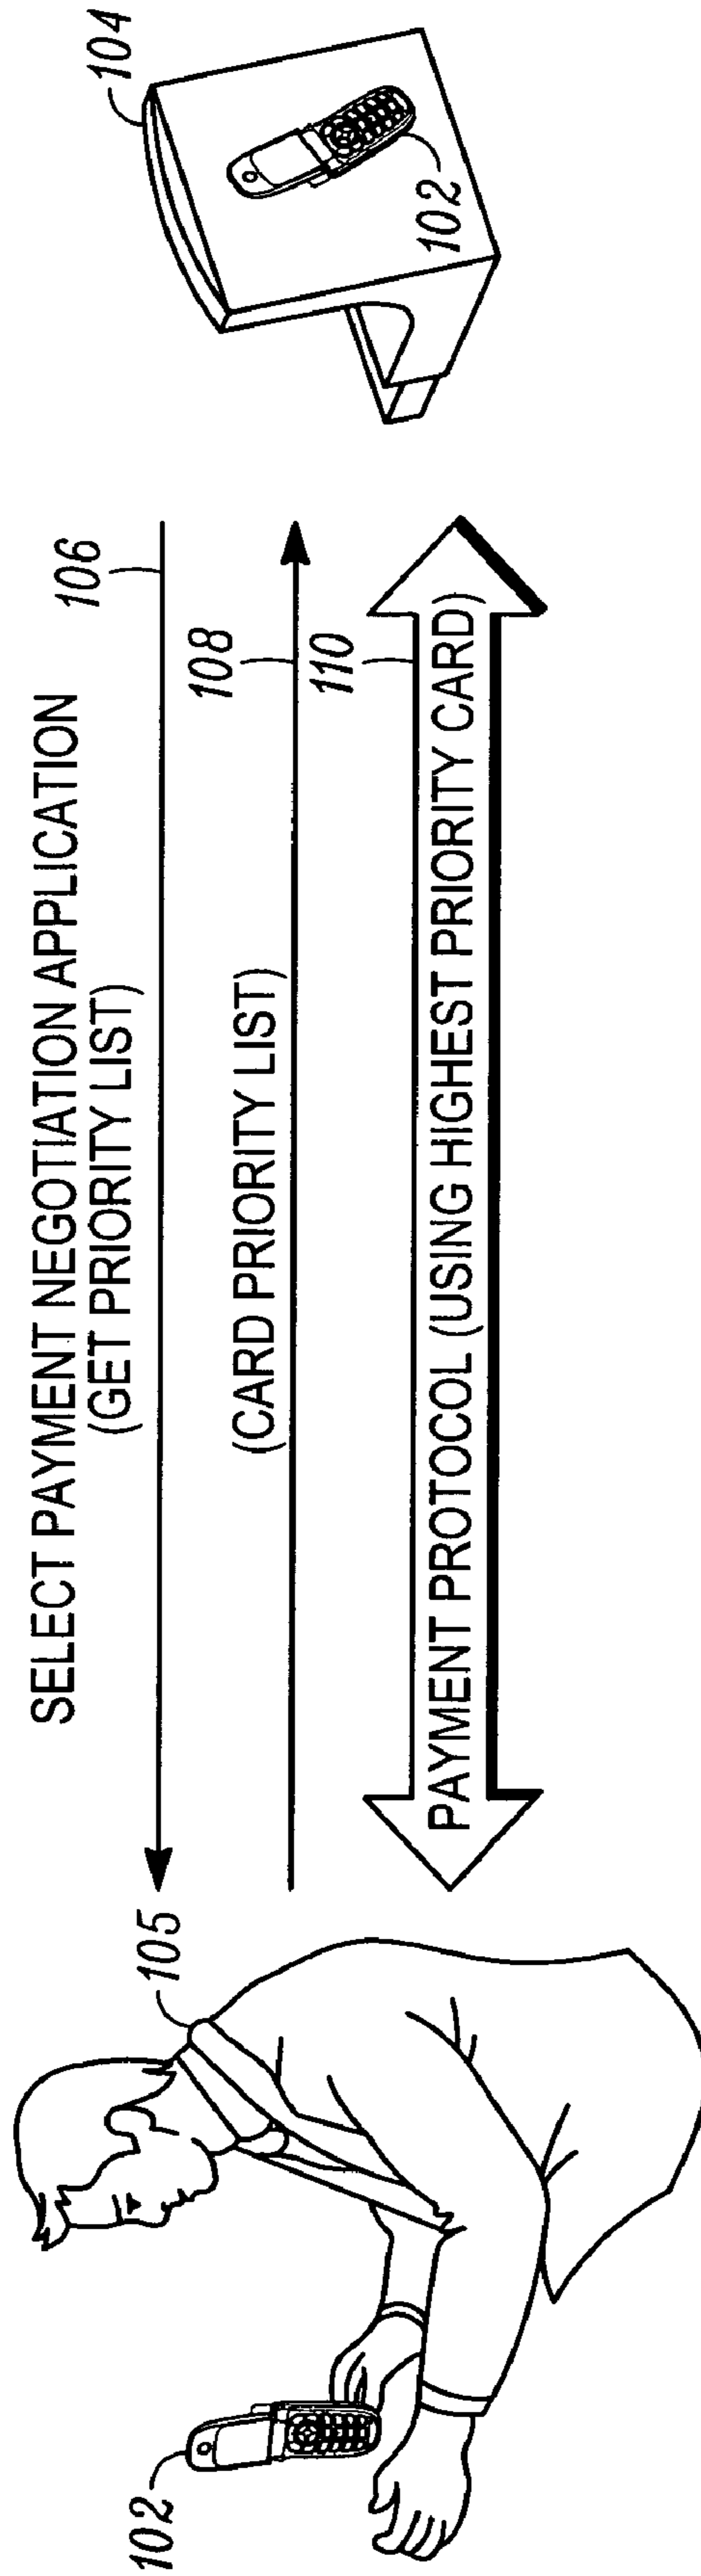 SELECT PAYMENT NEGOTIATION APPLICATION
(GET PRIORITY LIST)
106
(CARD PRIORITY LIST)
108
110
PAYMENT PROTOCOL (USING HIGHEST PRIORITY CARD)
102
105
104
102